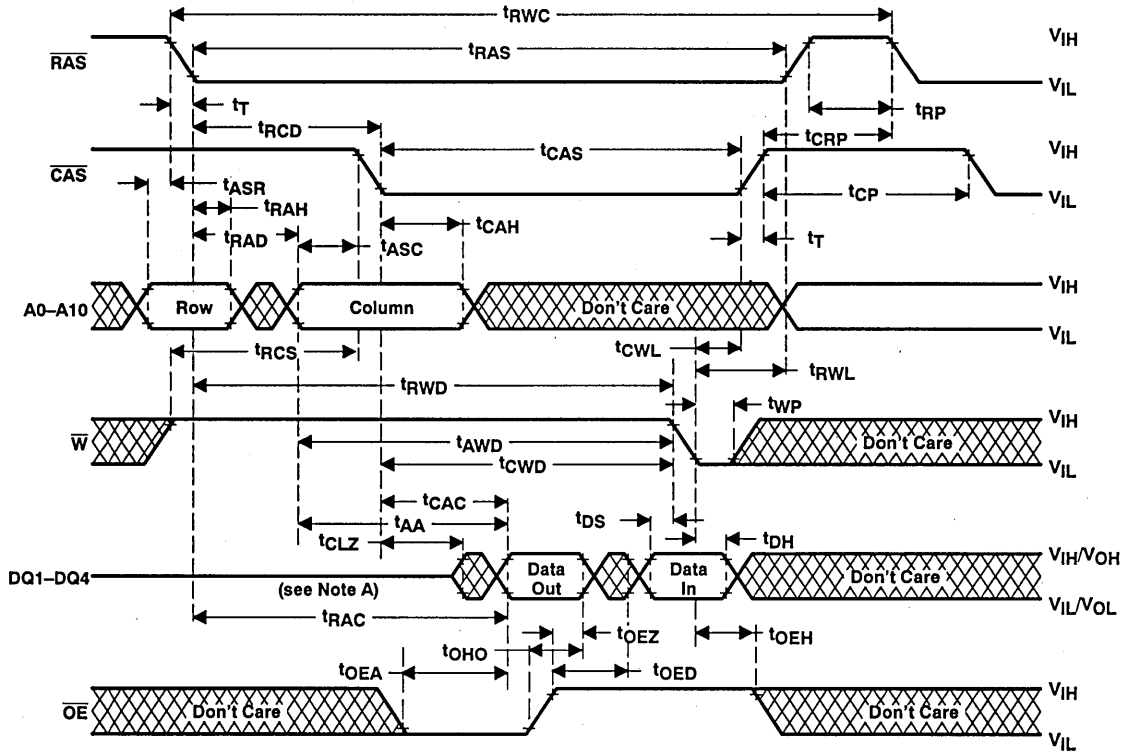 tRWC
tRAS
VIH
RAS
VIL
tT
tRP
tRCD
tCRP
tCAS
VIH
CAS
tASR
tCP
VIL
tRAH
tCAH
tRAD
tASC
tT
VIH
A0–A10
Row
Column
Don't Care
VIL
tRCS
tCWL
tRWL
tRWD
tWP
VIH
W
tAWD
Don't Care
tCWD
VIL
tCAC
tAA
tDS
tCLZ
tDH
VIH/VOH
DQ1–DQ4
Data
Out
Data
In
Don't Care
(see Note A)
VIL/VOL
tRAC
tOEZ
tOEH
tOHO
tOEA
tOED
VIH
OE
Don't Care
Don't Care
VIL